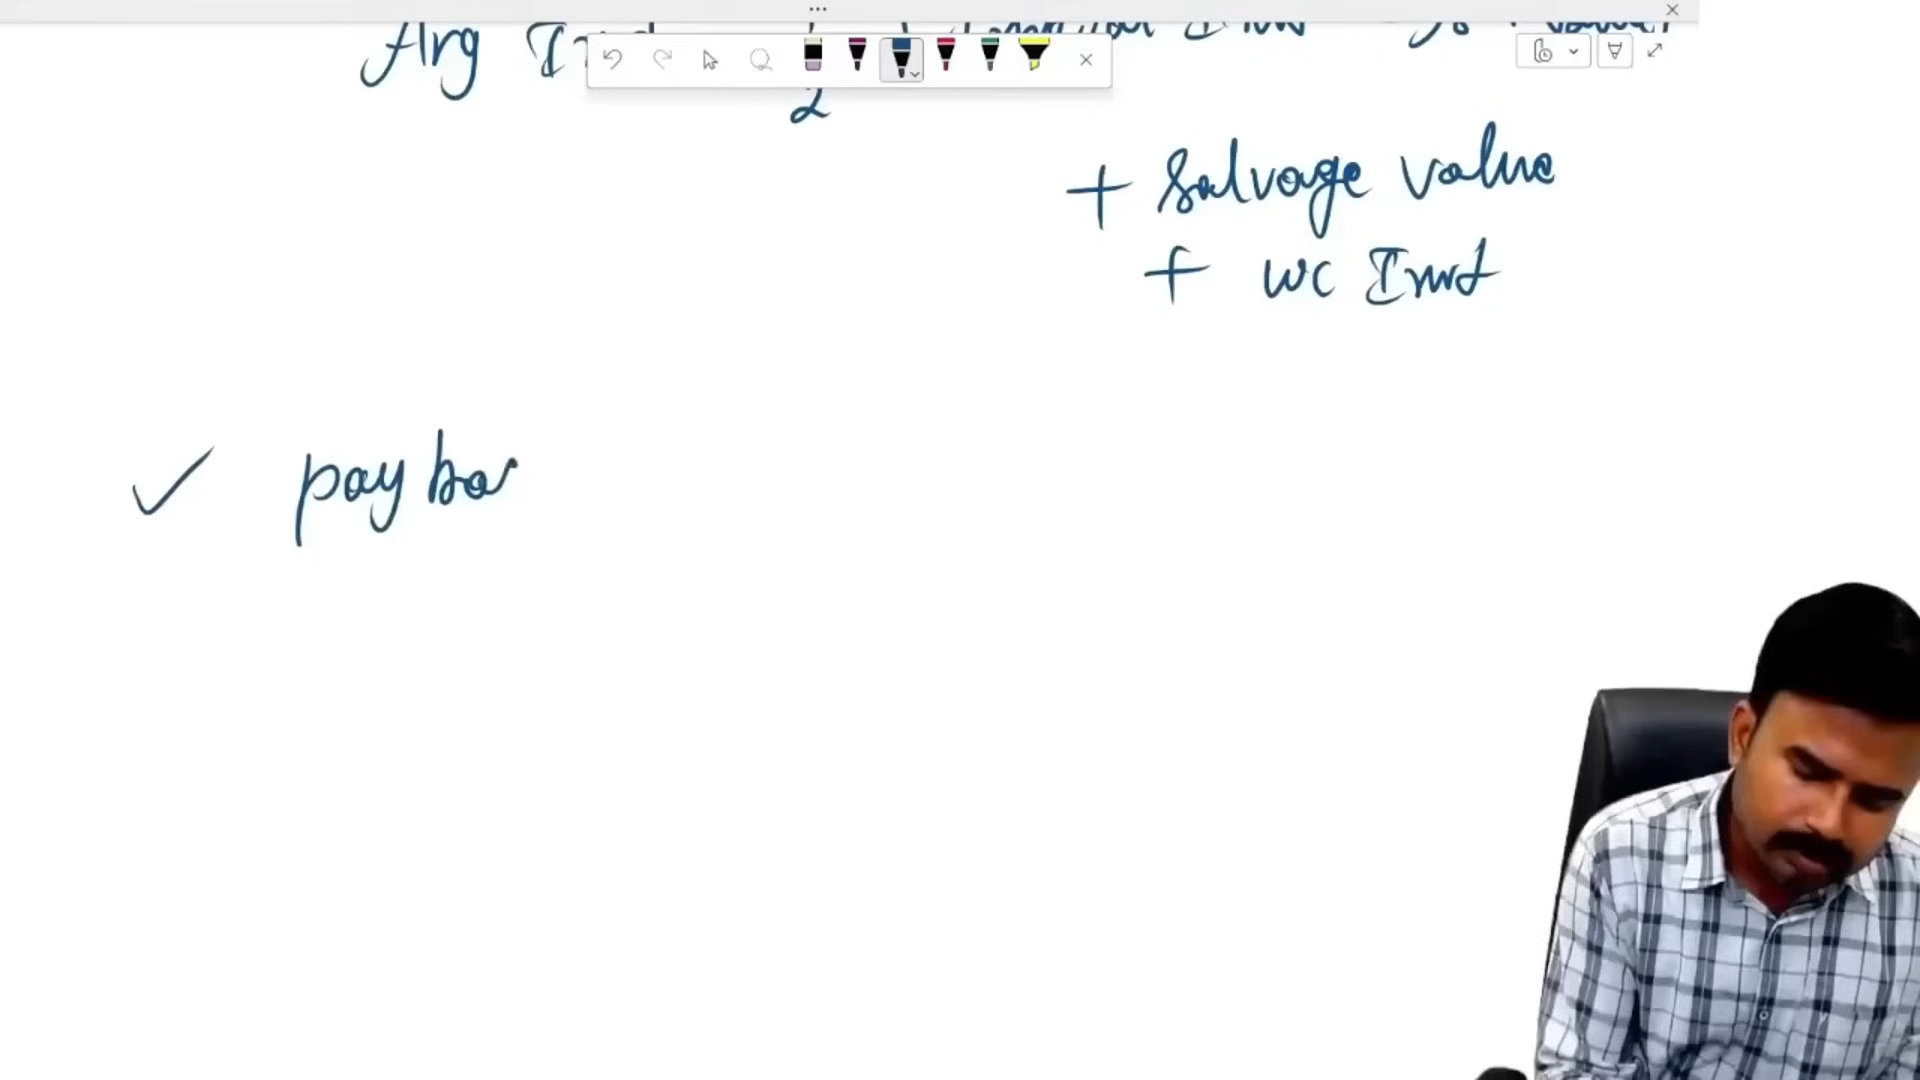 Avg
2
+ Salvage value
+ WC Invt
✓ pay ba